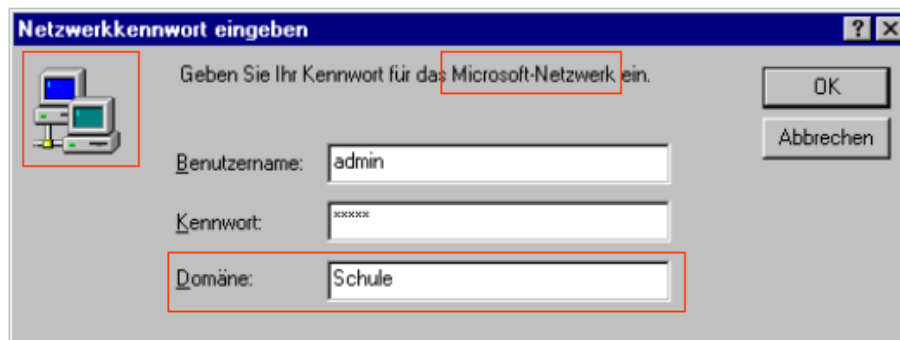 Netzwerkkennwort eingeben
Geben Sie Ihr Kennwort für das Microsoft-Netzwerk ein.
OK
Abbrechen
Benutzername: admin
Kennwort: *****
Domäne: Schule